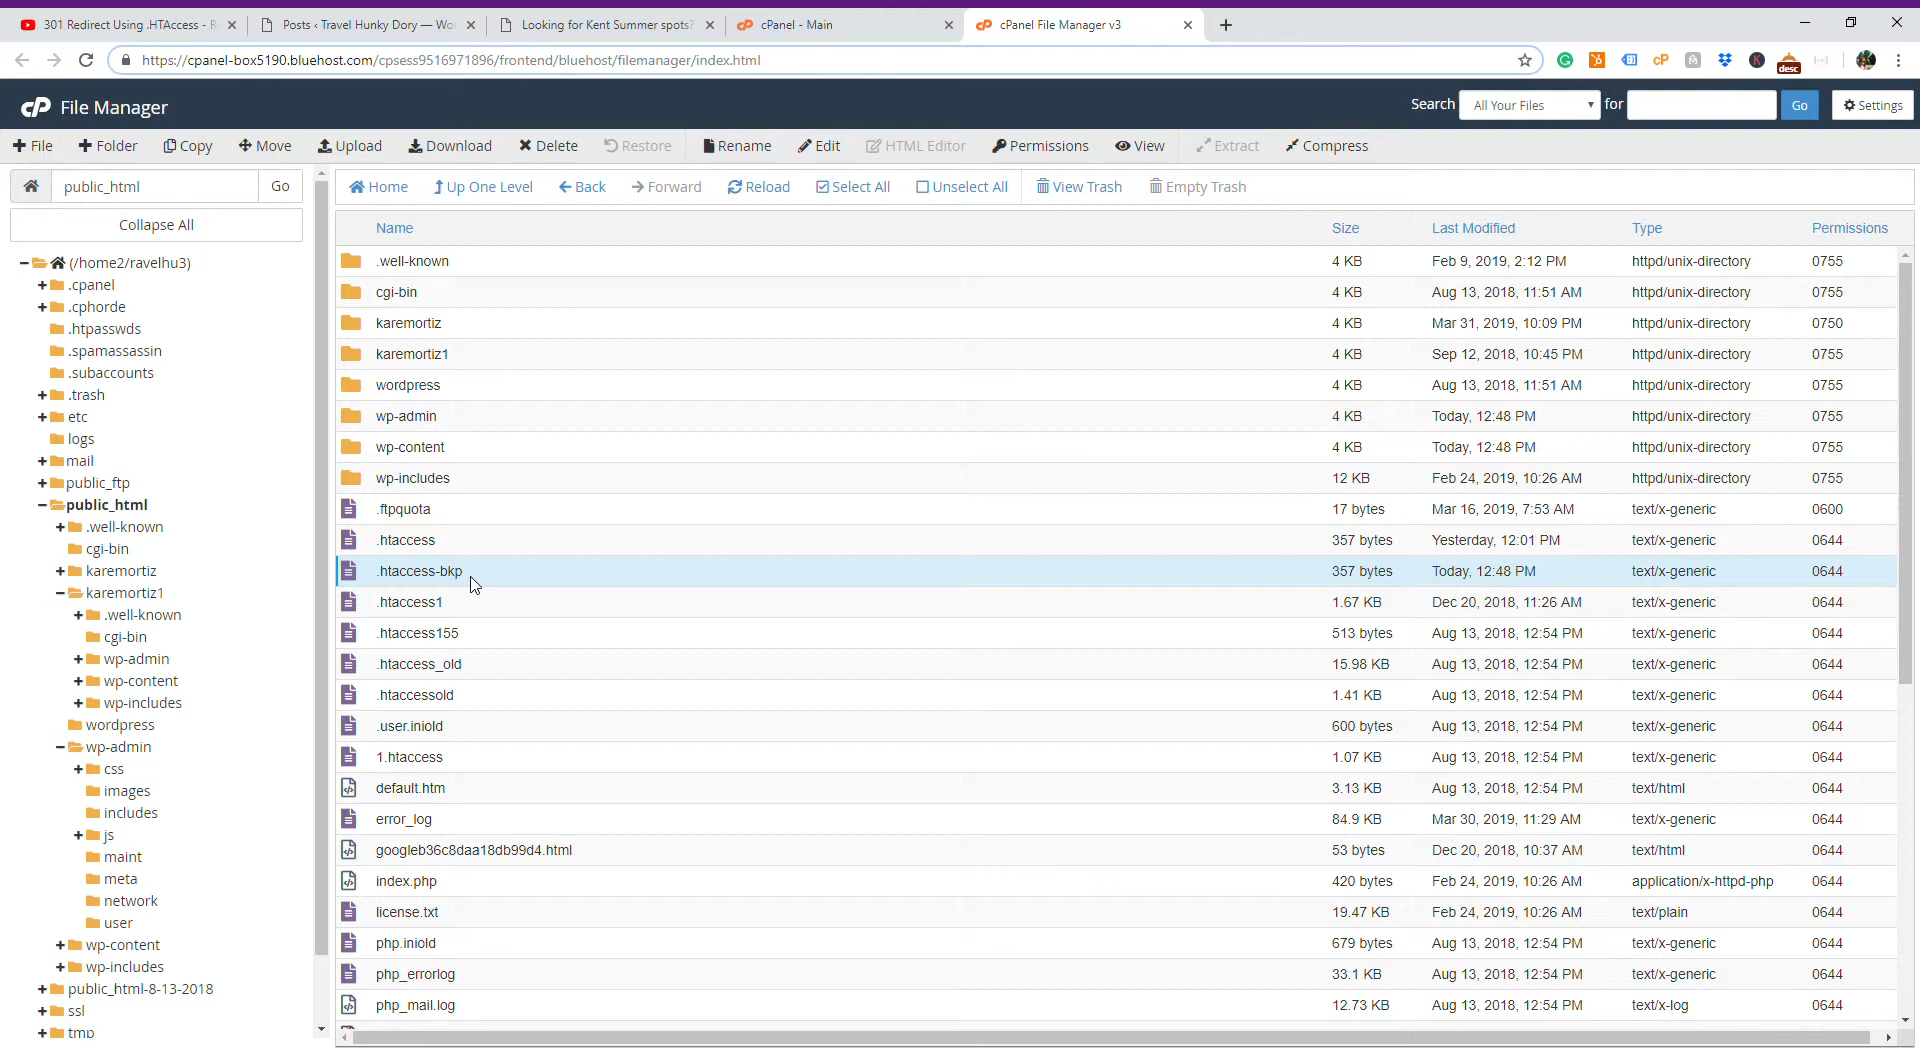 301 Redirect Using .HTAccess - R
Posts ‹ Travel Hunky Dory — Wor
Looking for Kent Summer spots?
cPanel - Main
cPanel File Manager v3
https://cpanel-box5190.bluehost.com/cpsess9516971896/frontend/bluehost/filemanager/index.html
desc
cP File Manager
Search All Your Files for Go Settings
File Folder Copy Move Upload Download Delete Restore Rename Edit HTML Editor Permissions View Extract Compress
public_html Go
Home Up One Level Back Forward Reload Select All Unselect All View Trash Empty Trash
Collapse All
(/home2/ravelhu3)
.cpanel
.cphorde
.htpasswds
.spamassassin
.subaccounts
.trash
etc
logs
mail
public_ftp
public_html
.well-known
cgi-bin
karemortiz
karemortiz1
.well-known
cgi-bin
wp-admin
wp-content
wp-includes
wordpress
wp-admin
css
images
includes
js
maint
meta
network
user
wp-content
wp-includes
public_html-8-13-2018
ssl
tmp
Name Size Last Modified Type Permissions
.well-known 4 KB Feb 9, 2019, 2:12 PM httpd/unix-directory 0755
cgi-bin 4 KB Aug 13, 2018, 11:51 AM httpd/unix-directory 0755
karemortiz 4 KB Mar 31, 2019, 10:09 PM httpd/unix-directory 0750
karemortiz1 4 KB Sep 12, 2018, 10:45 PM httpd/unix-directory 0755
wordpress 4 KB Aug 13, 2018, 11:51 AM httpd/unix-directory 0755
wp-admin 4 KB Today, 12:48 PM httpd/unix-directory 0755
wp-content 4 KB Today, 12:48 PM httpd/unix-directory 0755
wp-includes 12 KB Feb 24, 2019, 10:26 AM httpd/unix-directory 0755
.ftpquota 17 bytes Mar 16, 2019, 7:53 AM text/x-generic 0600
.htaccess 357 bytes Yesterday, 12:01 PM text/x-generic 0644
.htaccess-bkp 357 bytes Today, 12:48 PM text/x-generic 0644
.htaccess1 1.67 KB Dec 20, 2018, 11:26 AM text/x-generic 0644
.htaccess155 513 bytes Aug 13, 2018, 12:54 PM text/x-generic 0644
.htaccess_old 15.98 KB Aug 13, 2018, 12:54 PM text/x-generic 0644
.htaccessold 1.41 KB Aug 13, 2018, 12:54 PM text/x-generic 0644
.user.iniold 600 bytes Aug 13, 2018, 12:54 PM text/x-generic 0644
1.htaccess 1.07 KB Aug 13, 2018, 12:54 PM text/x-generic 0644
default.htm 3.13 KB Aug 13, 2018, 12:54 PM text/html 0644
error_log 84.9 KB Mar 30, 2019, 11:29 AM text/x-generic 0644
googleb36c8daa18db99d4.html 53 bytes Dec 20, 2018, 10:37 AM text/html 0644
index.php 420 bytes Feb 24, 2019, 10:26 AM application/x-httpd-php 0644
license.txt 19.47 KB Feb 24, 2019, 10:26 AM text/plain 0644
php.iniold 679 bytes Aug 13, 2018, 12:54 PM text/x-generic 0644
php_errorlog 33.1 KB Aug 13, 2018, 12:54 PM text/x-generic 0644
php_mail.log 12.73 KB Aug 13, 2018, 12:54 PM text/x-log 0644